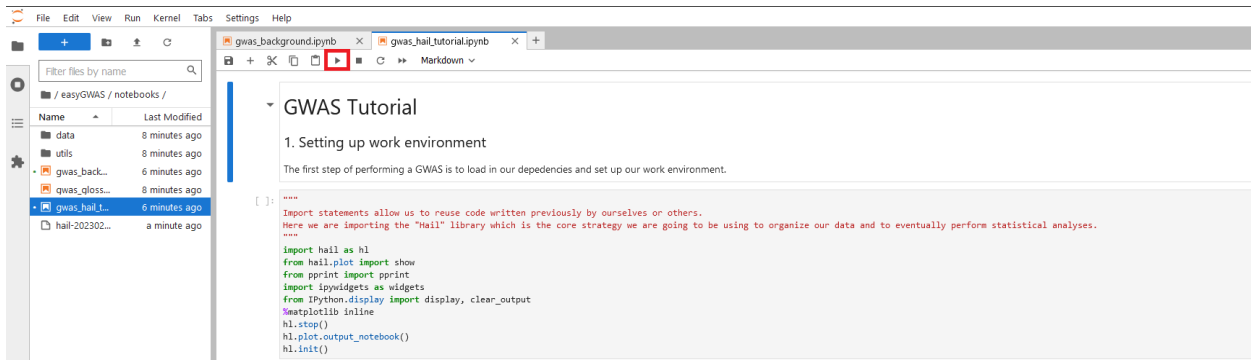 File Edit View Run Kernel Tabs Settings Help
+
Filter files by name
/ easyGWAS / notebooks /
Name Last Modified
data 8 minutes ago
utils 8 minutes ago
gwas_back... 6 minutes ago
gwas_gloss... 8 minutes ago
gwas_hail_t... 6 minutes ago
hail-202302... a minute ago
gwas_background.ipynb × gwas_hail_tutorial.ipynb × +
+ Markdown
GWAS Tutorial
1. Setting up work environment
The first step of performing a GWAS is to load in our depedencies and set up our work environment.
[ ]: """
Import statements allow us to reuse code written previously by ourselves or others.
Here we are importing the "Hail" library which is the core strategy we are going to be using to organize our data and to eventually perform statistical analyses.
"""
import hail as hl
from hail.plot import show
from pprint import pprint
import ipywidgets as widgets
from IPython.display import display, clear_output
%matplotlib inline
hl.stop()
hl.plot.output_notebook()
hl.init()